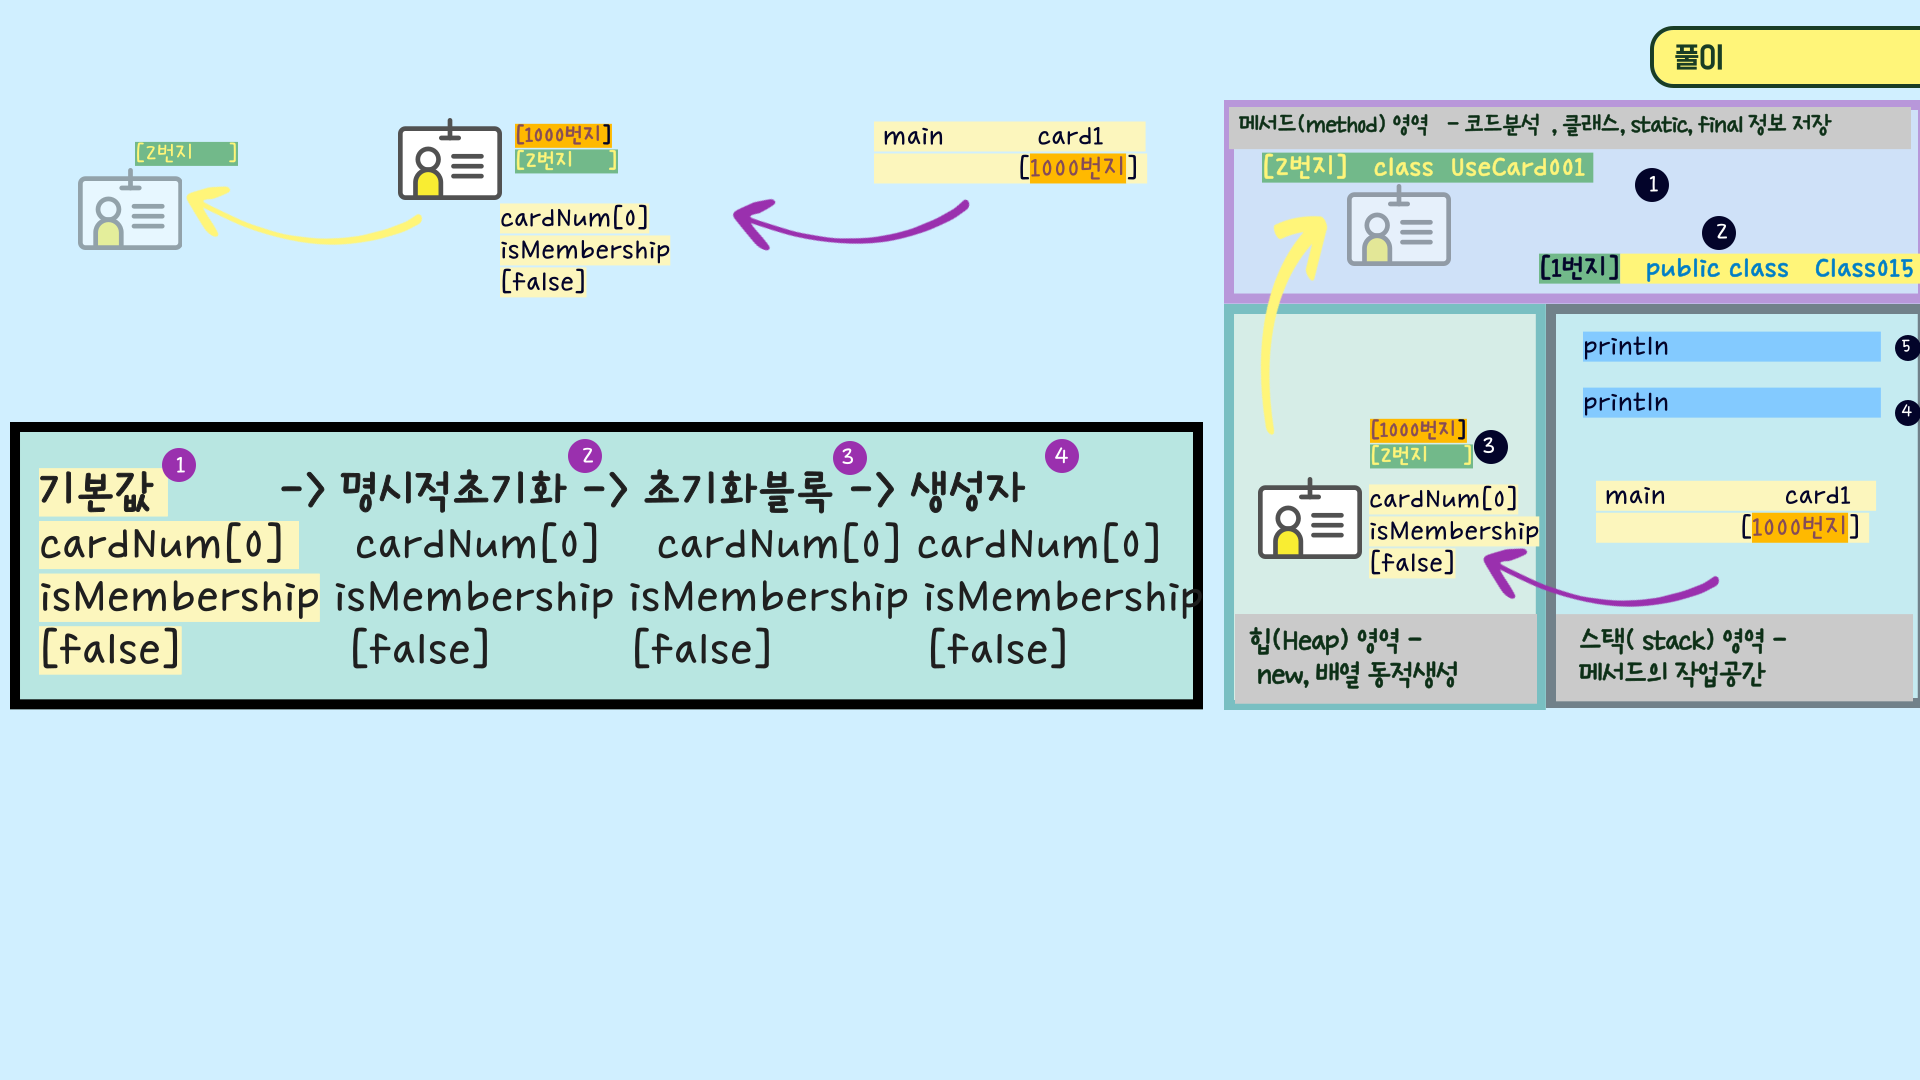 풀이
[2번지 ]
[1000번지]
[2번지 ]
cardNum[0]
isMembership
[false]
main card1
[1000번지]
메서드(method) 영역 - 코드분석 , 클래스, static, final 정보 저장
[2번지] class UseCard001
1
2
[1번지] public class Class015
println 5
println 4
[1000번지]
[2번지 ] 3
cardNum[0]
isMembership
[false]
main card1
[1000번지]
힙(Heap) 영역 -
new, 배열 동적생성
스택( stack) 영역 -
메서드의 작업공간
1 2 3 4
기본값 -> 명시적초기화 -> 초기화블록 -> 생성자
cardNum[0] cardNum[0] cardNum[0] cardNum[0]
isMembership isMembership isMembership isMembership
[false] [false] [false] [false]